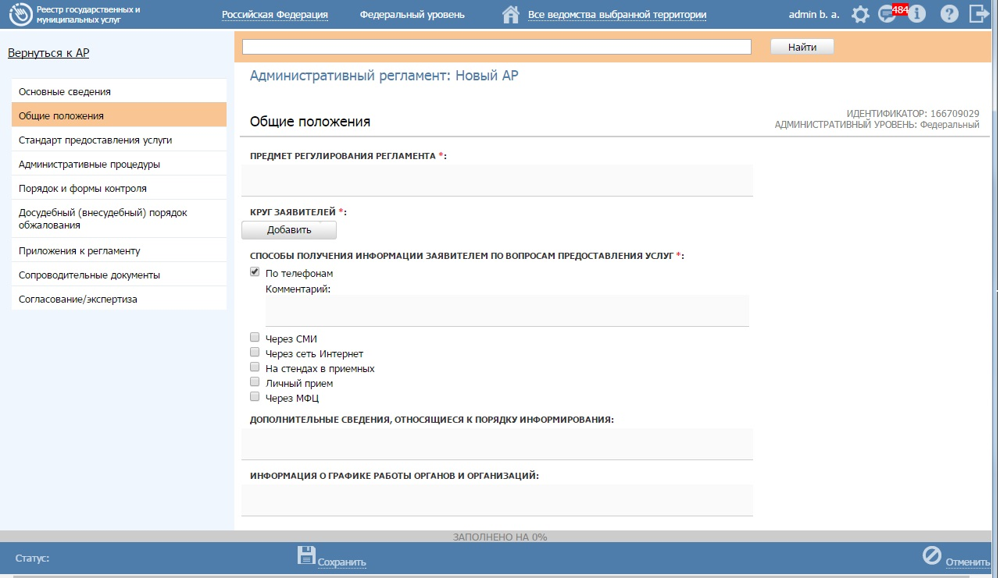 Реестр государственных и
муниципальных услуг
Российская Федерация
Федеральный уровень
Все ведомства выбранной территории
admin b. a.
484
Вернуться к АР
Найти
Основные сведения
Общие положения
Стандарт предоставления услуги
Административные процедуры
Порядок и формы контроля
Досудебный (внесудебный) порядок
обжалования
Приложения к регламенту
Сопроводительные документы
Согласование/экспертиза
Административный регламент: Новый АР
Общие положения
ИДЕНТИФИКАТОР: 166709029
АДМИНИСТРАТИВНЫЙ УРОВЕНЬ: Федеральный
ПРЕДМЕТ РЕГУЛИРОВАНИЯ РЕГЛАМЕНТА *:
КРУГ ЗАЯВИТЕЛЕЙ *:
Добавить
СПОСОБЫ ПОЛУЧЕНИЯ ИНФОРМАЦИИ ЗАЯВИТЕЛЕМ ПО ВОПРОСАМ ПРЕДОСТАВЛЕНИЯ УСЛУГ *:
По телефонам
Комментарий:
Через СМИ
Через сеть Интернет
На стендах в приемных
Личный прием
Через МФЦ
ДОПОЛНИТЕЛЬНЫЕ СВЕДЕНИЯ, ОТНОСЯЩИЕСЯ К ПОРЯДКУ ИНФОРМИРОВАНИЯ:
ИНФОРМАЦИЯ О ГРАФИКЕ РАБОТЫ ОРГАНОВ И ОРГАНИЗАЦИЙ:
ЗАПОЛНЕНО НА 0%
Статус:
Сохранить
Отменить